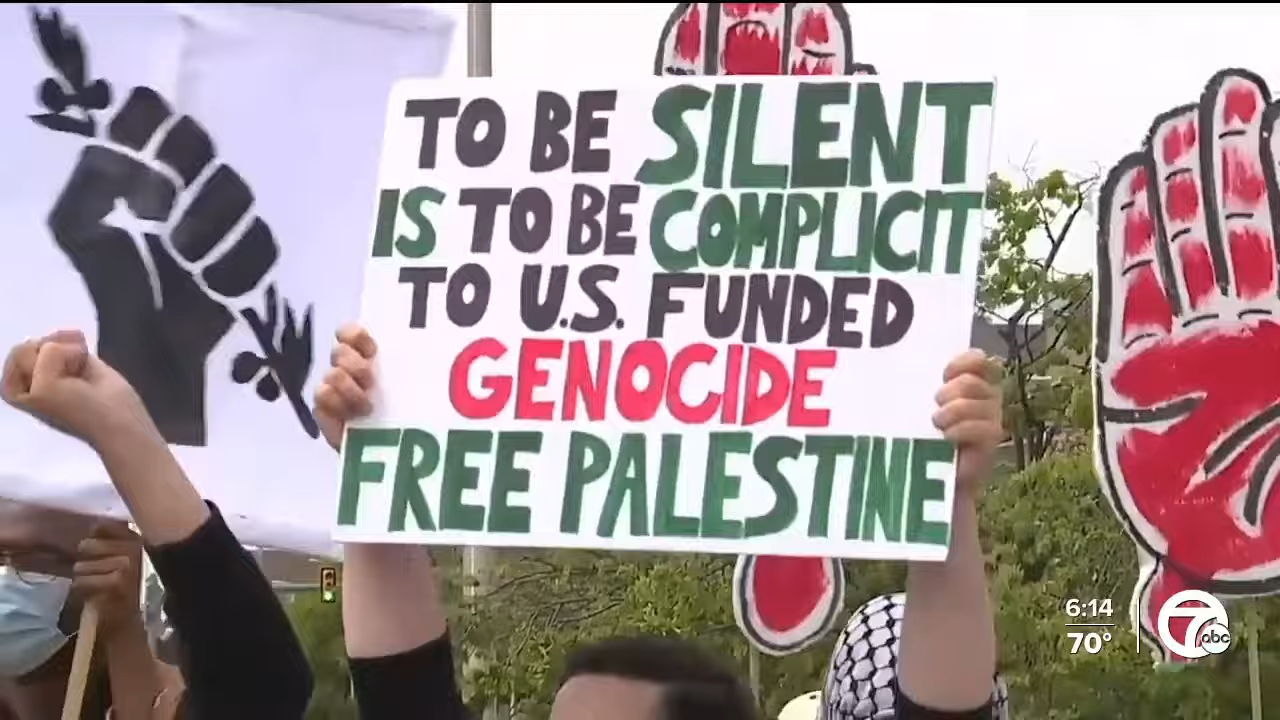 TO BE SILENT
IS TO BE COMPLICIT
TO U.S. FUNDED
GENOCIDE
FREE PALESTINE
6:14
70°
7 abc